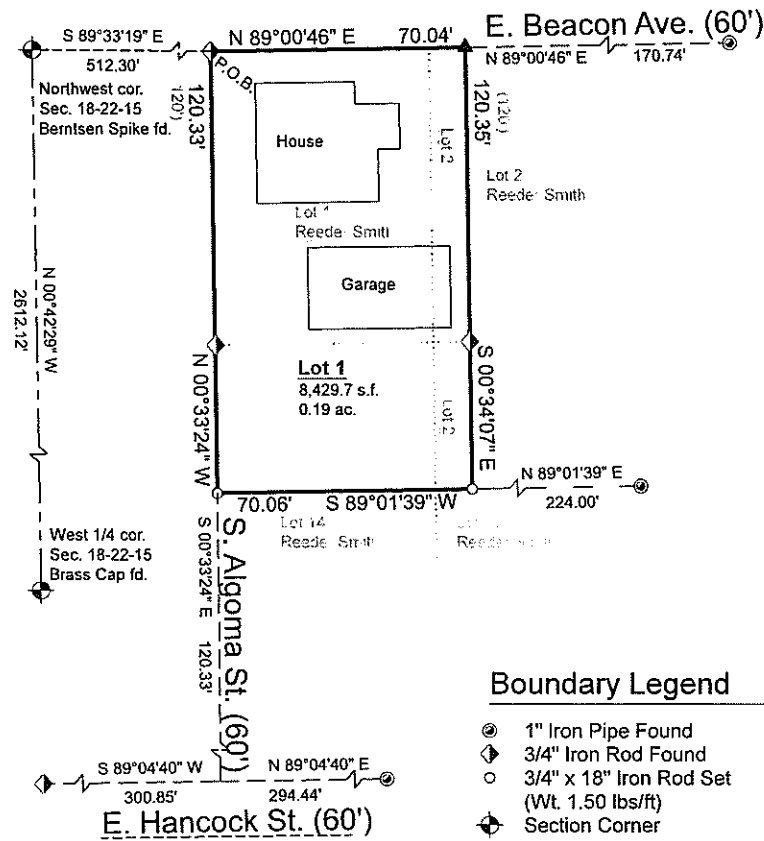 S 89°33'19" E
512.30'
N 89°00'46" E 70.04'
E. Beacon Ave. (60')
N 89°00'46" E 170.74'
Northwest cor.
Sec. 18-22-15
Berntsen Spike fd.
P.O.B.
120.33'
(120')
House
Lot 2
120.35'
(120')
Lot 2
Smith
Lot
Garage
N 00°42'29" W
2612.12'
Lot 1
8,429.7 s.f.
0.19 ac.
Lot 2
N 00°33'24" W
S 00°34'07" E
N 89°01'39" E
224.00'
70.06' S 89°01'39" W
Lot 14
West 1/4 cor.
Sec. 18-22-15
Brass Cap fd.
S. Algoma St. (60')
S 00°33'24" E 120.33'
S 89°04'40" W
300.85'
N 89°04'40" E
294.44'
E. Hancock St. (60')
Boundary Legend
1" Iron Pipe Found
3/4" Iron Rod Found
3/4" x 18" Iron Rod Set
(Wt. 1.50 lbs/ft)
Section Corner